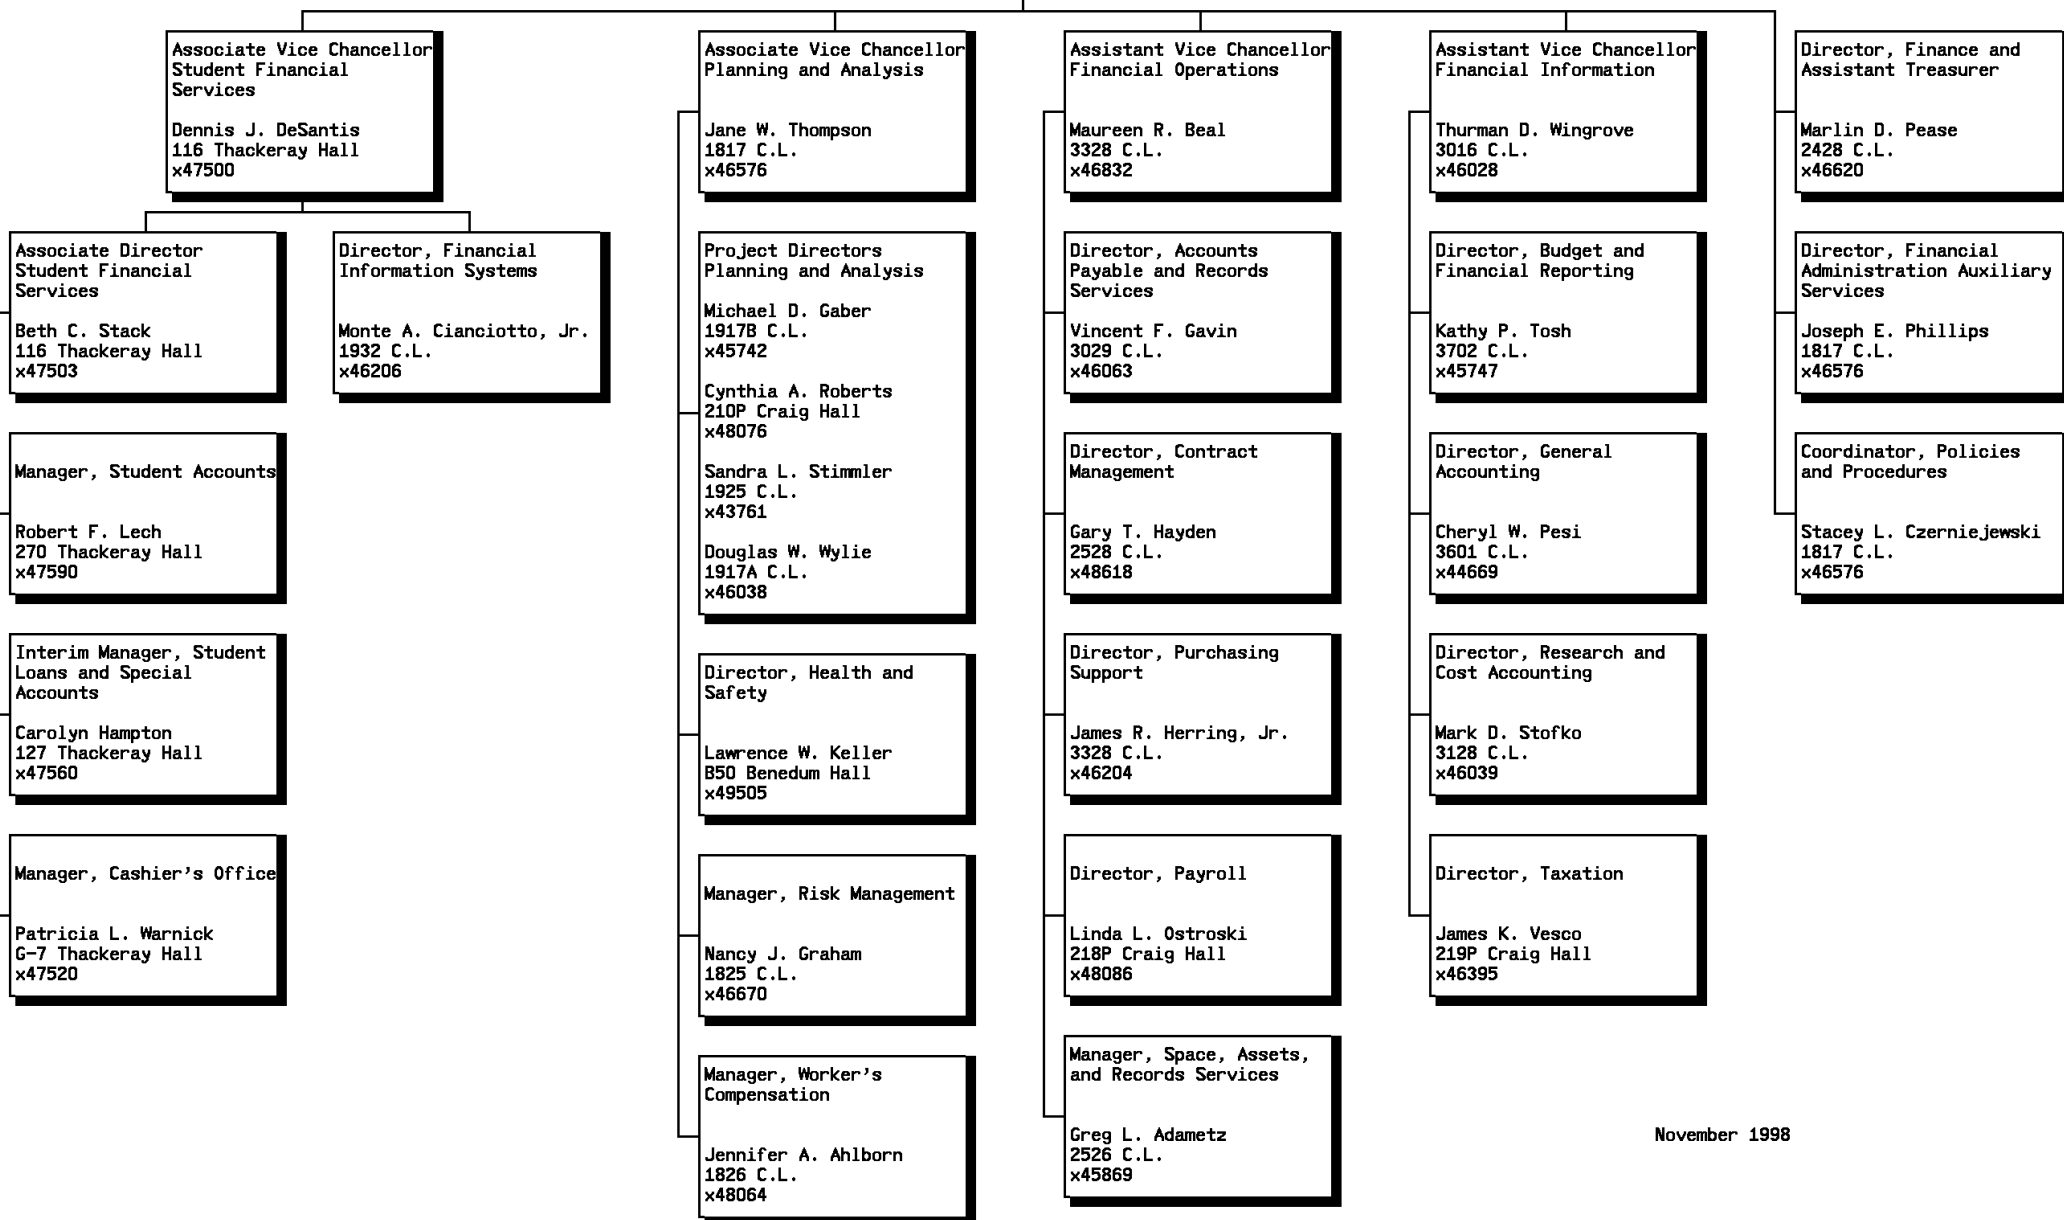 Associate Vice Chancellor
Student Financial
Services
Dennis J. DeSantis
116 Thackeray Hall
x47500
Associate Director
Student Financial
Services
Beth C. Stack
116 Thackeray Hall
x47503
Manager, Student Accounts
Robert F. Lech
270 Thackeray Hall
x47590
Interim Manager, Student
Loans and Special
Accounts
Carolyn Hampton
127 Thackeray Hall
x47560
Manager, Cashier's Office
Patricia L. Warnick
G-7 Thackeray Hall
x47520
Director, Financial
Information Systems
Monte A. Cianciotto, Jr.
1932 C.L.
x46206
Associate Vice Chancellor
Planning and Analysis
Jane W. Thompson
1817 C.L.
x46576
Project Directors
Planning and Analysis
Michael D. Gaber
1917B C.L.
x45742
Cynthia A. Roberts
210P Craig Hall
x48076
Sandra L. Stimmler
1925 C.L.
x43761
Douglas W. Wylie
1917A C.L.
x46038
Director, Health and
Safety
Lawrence W. Keller
B50 Benedum Hall
x49505
Manager, Risk Management
Nancy J. Graham
1825 C.L.
x46670
Manager, Worker's
Compensation
Jennifer A. Ahlborn
1826 C.L.
x48064
Assistant Vice Chancellor
Financial Operations
Maureen R. Beal
3328 C.L.
x46832
Director, Accounts
Payable and Records
Services
Vincent F. Gavin
3029 C.L.
x46063
Director, Contract
Management
Gary T. Hayden
2528 C.L.
x48618
Director, Purchasing
Support
James R. Herring, Jr.
3328 C.L.
x46204
Director, Payroll
Linda L. Ostroski
218P Craig Hall
x48086
Manager, Space, Assets,
and Records Services
Greg L. Adametz
2526 C.L.
x45869
Assistant Vice Chancellor
Financial Information
Thurman D. Wingrove
3016 C.L.
x46028
Director, Budget and
Financial Reporting
Kathy P. Tosh
3702 C.L.
x45747
Director, General
Accounting
Cheryl W. Pesi
3601 C.L.
x44669
Director, Research and
Cost Accounting
Mark D. Stofko
3128 C.L.
x46039
Director, Taxation
James K. Vesco
219P Craig Hall
x46395
Director, Finance and
Assistant Treasurer
Marlin D. Pease
2428 C.L.
x46620
Director, Financial
Administration Auxiliary
Services
Joseph E. Phillips
1817 C.L.
x46576
Coordinator, Policies
and Procedures
Stacey L. Czerniejewski
1817 C.L.
x46576
November 1998